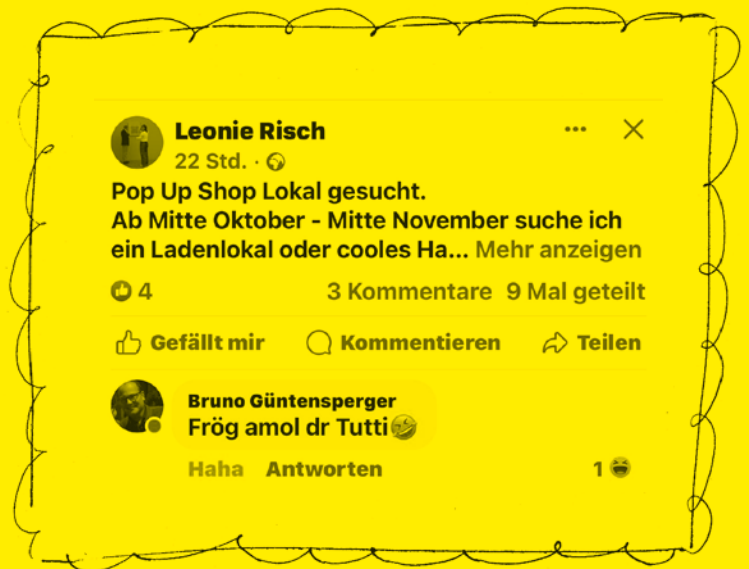 Leonie Risch
22 Std. ·
Pop Up Shop Lokal gesucht.
Ab Mitte Oktober - Mitte November suche ich
ein Ladenlokal oder cooles Ha... Mehr anzeigen
4 3 Kommentare 9 Mal geteilt
Gefällt mir Kommentieren Teilen
Bruno Güntensperger
Frög amol dr Tutti🤣
Haha Antworten 1